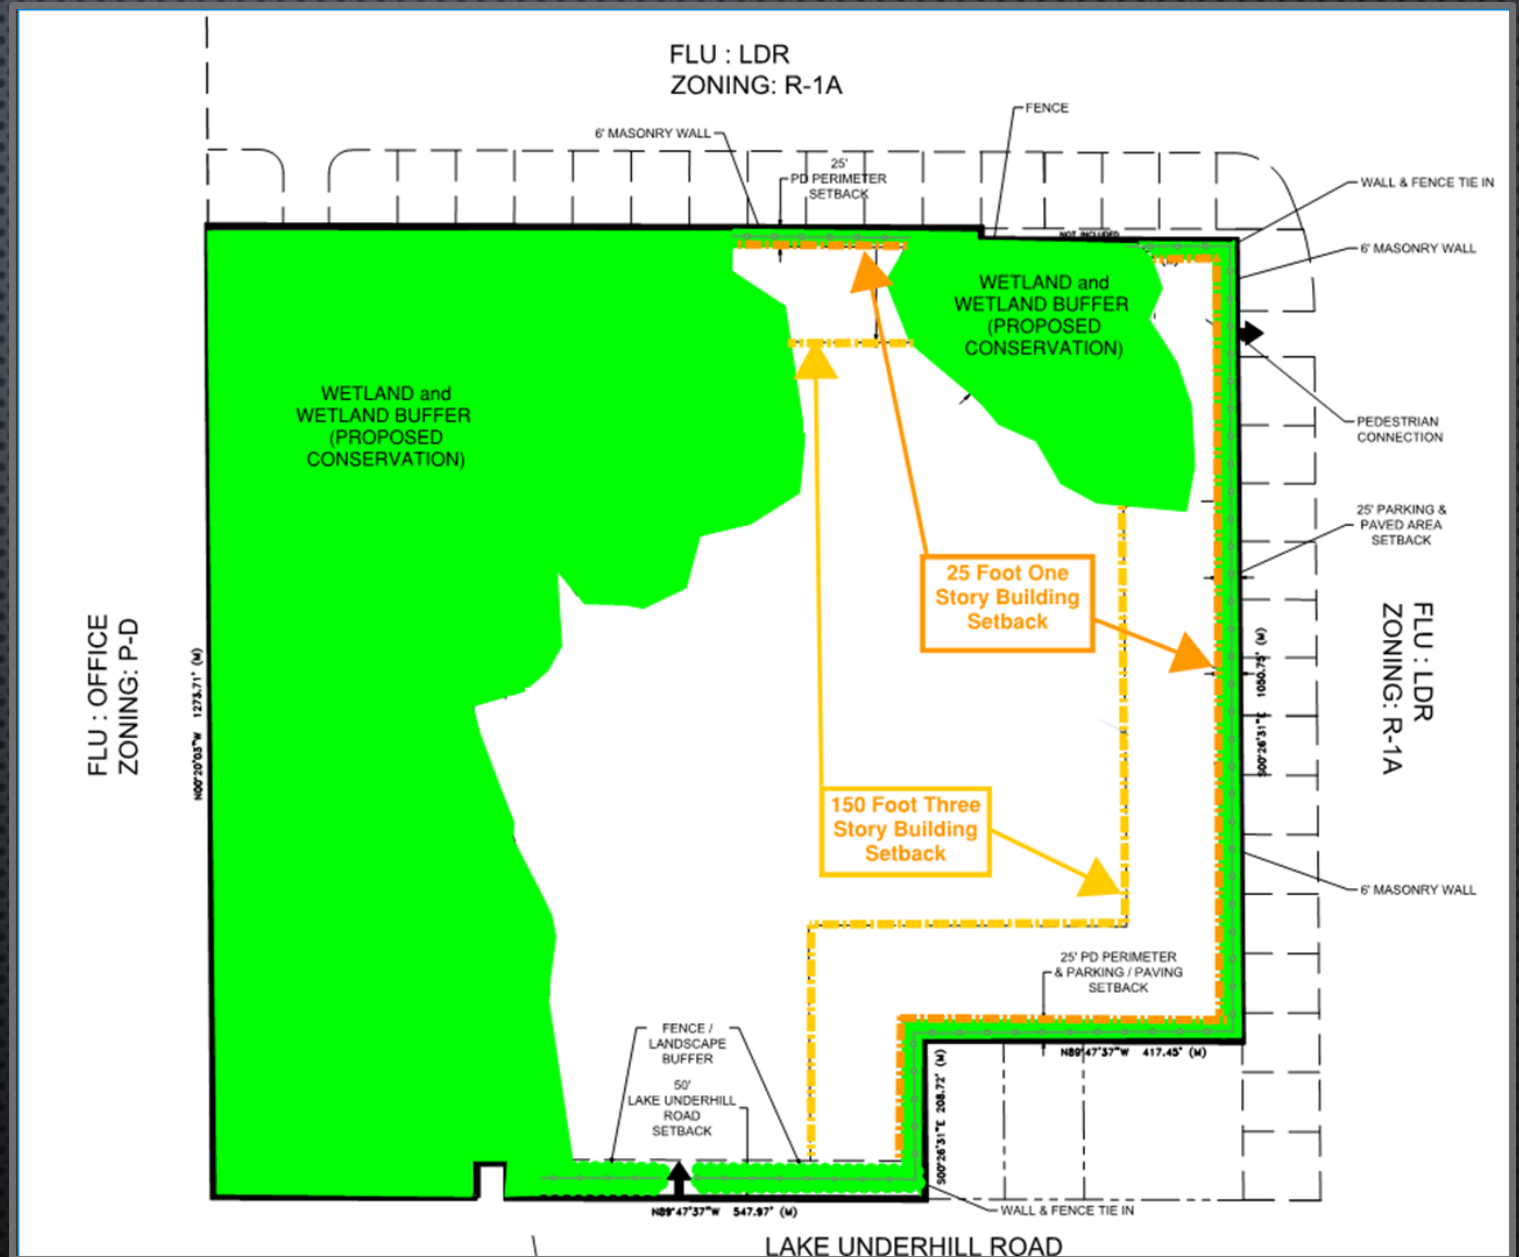 FLU : LDR
ZONING: R-1A
FENCE
6' MASONRY WALL
25'
PD PERIMETER
SETBACK
WALL & FENCE TIE IN
NOT INCLUDED
6' MASONRY WALL
WETLAND and
WETLAND BUFFER
(PROPOSED
CONSERVATION)
WETLAND and
WETLAND BUFFER
(PROPOSED
CONSERVATION)
PEDESTRIAN
CONNECTION
25' PARKING &
PAVED AREA
SETBACK
25 Foot One
Story Building
Setback
FLU : OFFICE
ZONING: P-D
N00°20'03"W 1273.71' (M)
FLU : LDR
ZONING: R-1A
150 Foot Three
Story Building
Setback
6' MASONRY WALL
25' PD PERIMETER
& PARKING / PAVING
SETBACK
FENCE /
LANDSCAPE
BUFFER
50'
LAKE UNDERHILL
ROAD
SETBACK
N89°47'37"W 417.45' (M)
S00°26'31"E 208.72' (M)
N89°47'37"W 547.97' (M)
WALL & FENCE TIE IN
LAKE UNDERHILL ROAD